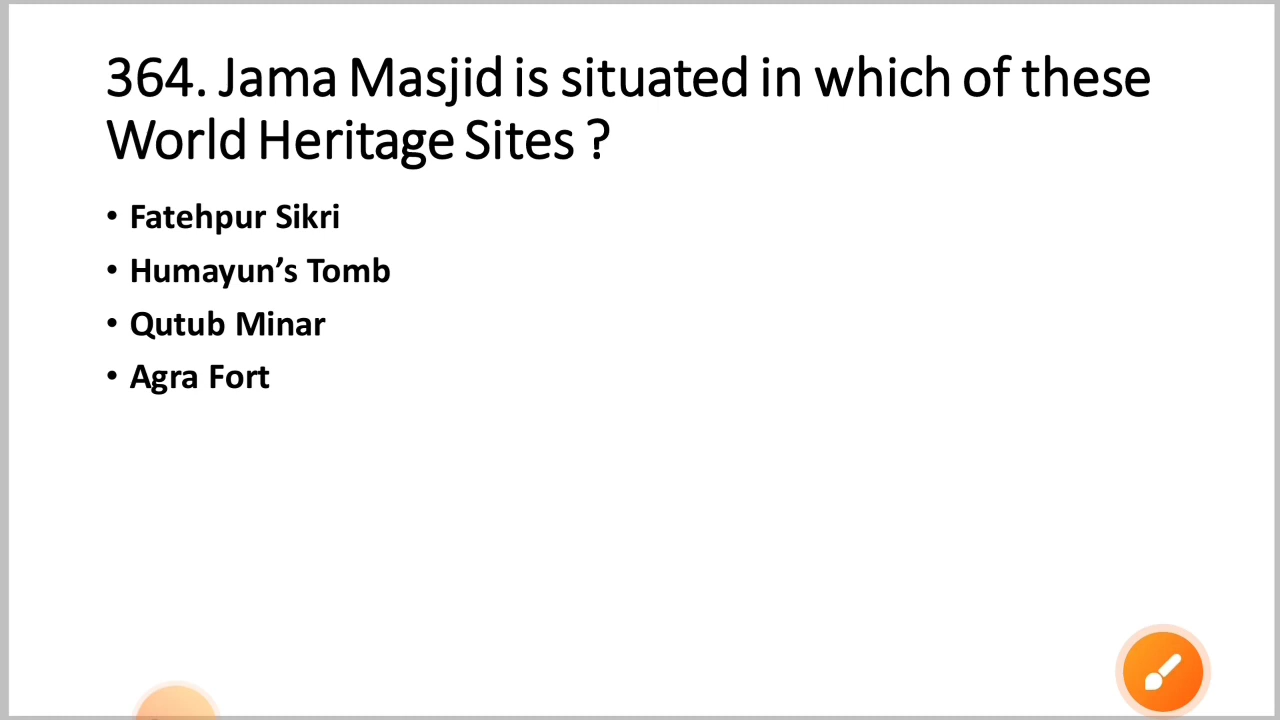 364. Jama Masjid is situated in which of these
World Heritage Sites ?
• Fatehpur Sikri
• Humayun’s Tomb
• Qutub Minar
• Agra Fort